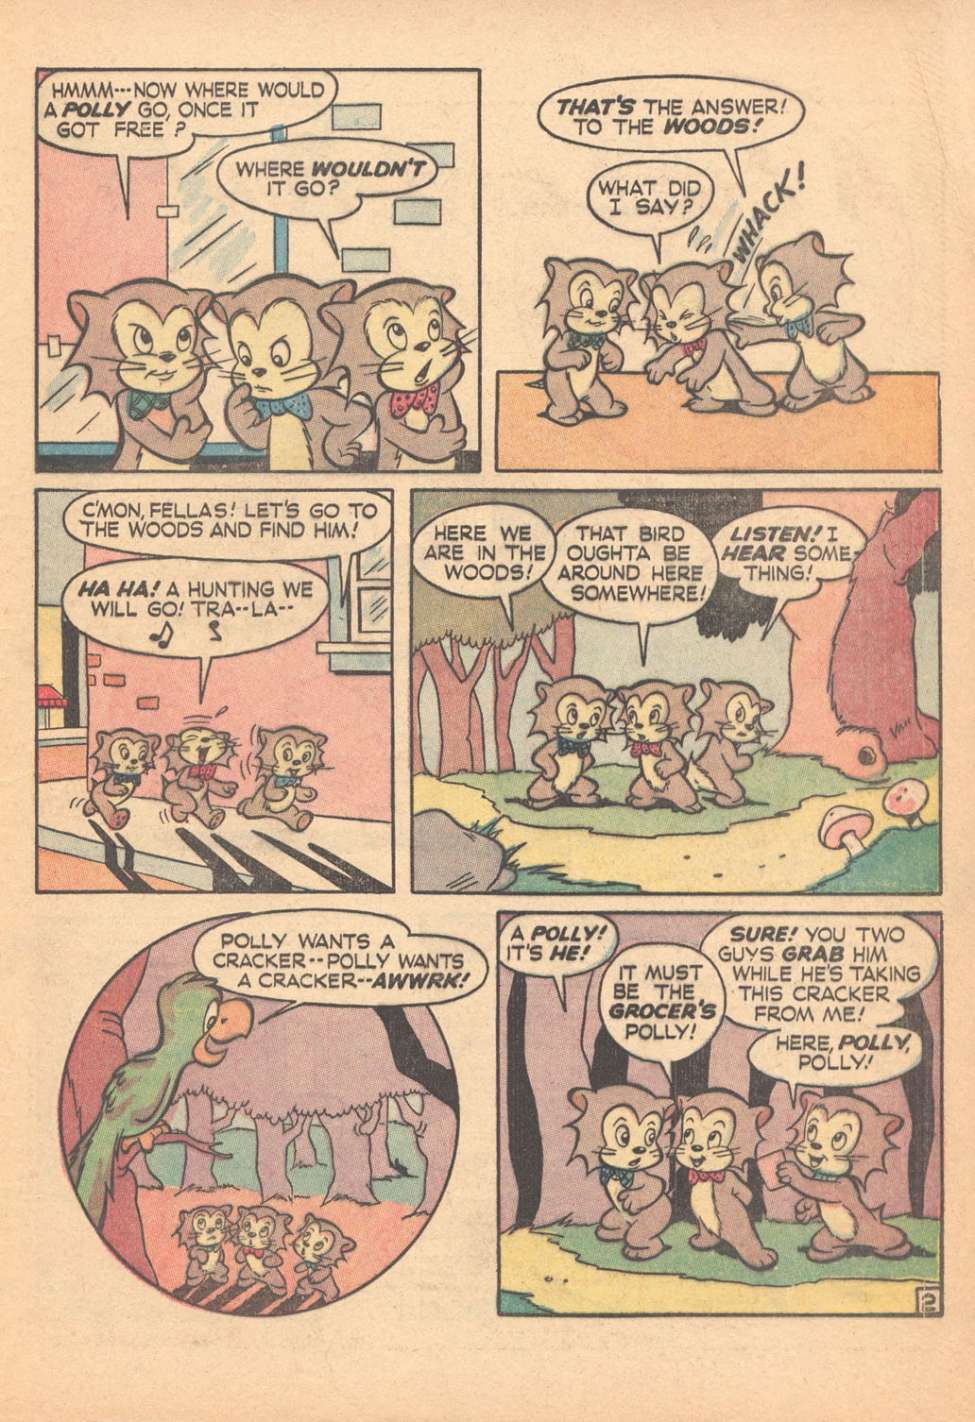 HMMM---NOW WHERE WOULD
A POLLY GO, ONCE IT
GOT FREE?
WHERE WOULDN'T
IT GO?
THAT'S THE ANSWER!
TO THE WOODS!
WHAT DID
I SAY?
WHACK!
C'MON, FELLAS! LET'S GO TO
THE WOODS AND FIND HIM!
HA HA! A HUNTING WE
WILL GO! TRA--LA--
HERE WE
ARE IN THE
WOODS!
THAT BIRD
OUGHTA BE
AROUND HERE
SOMEWHERE!
LISTEN! I
HEAR SOME-
THING!
POLLY WANTS A
CRACKER--POLLY WANTS
A CRACKER--AWWRK!
A POLLY!
IT'S HE!
IT MUST
BE THE
GROCER'S
POLLY!
SURE! YOU TWO
GUYS GRAB HIM
WHILE HE'S TAKING
THIS CRACKER
FROM ME!
HERE, POLLY,
POLLY!
2